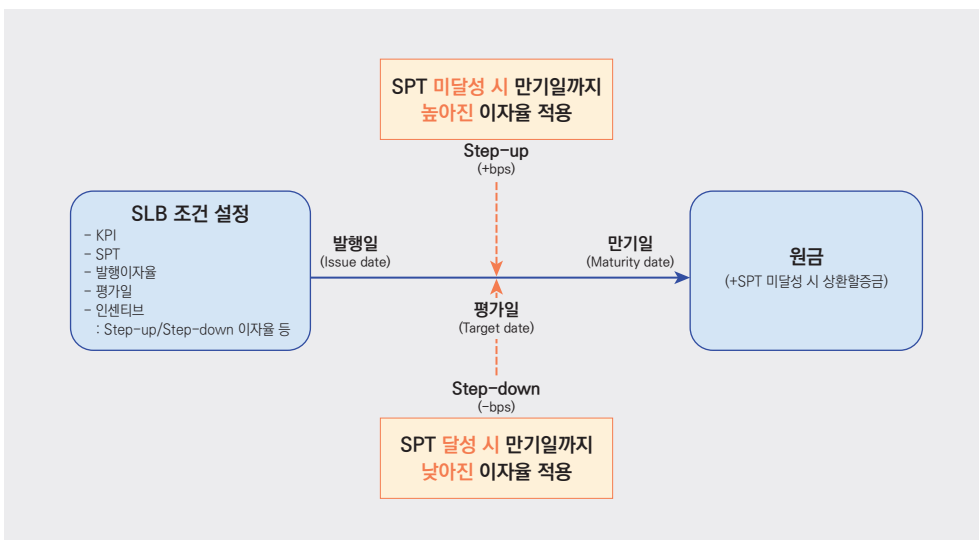 SPT 미달성 시 만기일까지
높아진 이자율 적용
Step-up
(+bps)
SLB 조건 설정
- KPI
- SPT
- 발행이자율
- 평가일
- 인센티브
: Step-up/Step-down 이자율 등
발행일
(Issue date)
만기일
(Maturity date)
원금
(+SPT 미달성 시 상환할증금)
평가일
(Target date)
Step-down
(-bps)
SPT 달성 시 만기일까지
낮아진 이자율 적용